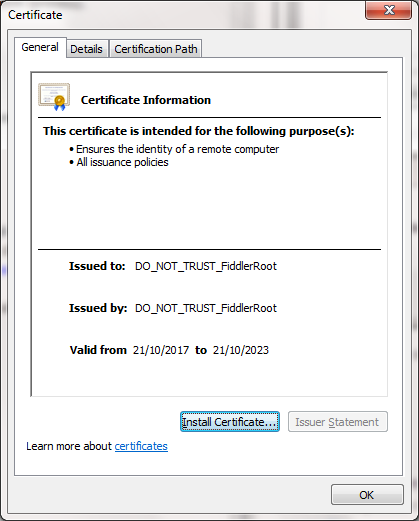 Certificate
General
Details
Certification Path
Certificate Information
This certificate is intended for the following purpose(s):
• Ensures the identity of a remote computer
• All issuance policies
Issued to: DO_NOT_TRUST_FiddlerRoot
Issued by: DO_NOT_TRUST_FiddlerRoot
Valid from 21/10/2017 to 21/10/2023
Install Certificate...
Issuer Statement
Learn more about certificates
OK